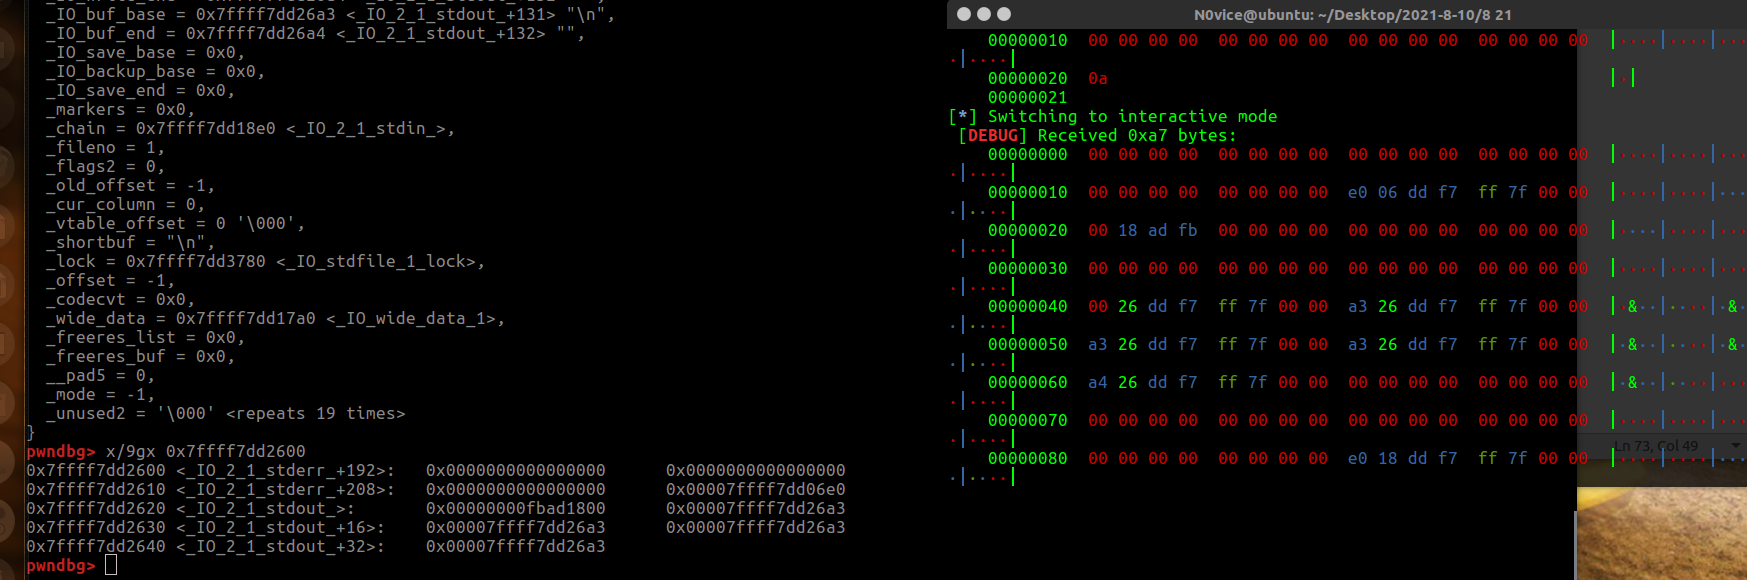 _IO_buf_base = 0x7ffff7dd26a3 <_IO_2_1_stdout_+131> "\n",
_IO_buf_end = 0x7ffff7dd26a4 <_IO_2_1_stdout_+132> "",
_IO_save_base = 0x0,
_IO_backup_base = 0x0,
_IO_save_end = 0x0,
_markers = 0x0,
_chain = 0x7ffff7dd18e0 <_IO_2_1_stdin_>,
_fileno = 1,
_flags2 = 0,
_old_offset = -1,
_cur_column = 0,
_vtable_offset = 0 '\000',
_shortbuf = "\n",
_lock = 0x7ffff7dd3780 <_IO_stdfile_1_lock>,
_offset = -1,
_codecvt = 0x0,
_wide_data = 0x7ffff7dd17a0 <_IO_wide_data_1>,
_freeres_list = 0x0,
_freeres_buf = 0x0,
__pad5 = 0,
_mode = -1,
_unused2 = '\000' <repeats 19 times>
}
pwndbg> x/9gx 0x7ffff7dd2600
0x7ffff7dd2600 <_IO_2_1_stderr_+192>: 0x0000000000000000 0x0000000000000000
0x7ffff7dd2610 <_IO_2_1_stderr_+208>: 0x0000000000000000 0x00007ffff7dd06e0
0x7ffff7dd2620 <_IO_2_1_stdout_>: 0x00000000fbad1800 0x00007ffff7dd26a3
0x7ffff7dd2630 <_IO_2_1_stdout_+16>: 0x00007ffff7dd26a3 0x00007ffff7dd26a3
0x7ffff7dd2640 <_IO_2_1_stdout_+32>: 0x00007ffff7dd26a3
pwndbg>
N0vice@ubuntu: ~/Desktop/2021-8-10/8 21
00000010 00 00 00 00 00 00 00 00 00 00 00 00 00 00 00 00 |····|····|···
·|····|
00000020 0a |·|
00000021
[*] Switching to interactive mode
[DEBUG] Received 0xa7 bytes:
00000000 00 00 00 00 00 00 00 00 00 00 00 00 00 00 00 00 |····|····|···
·|····|
00000010 00 00 00 00 00 00 00 00 e0 06 dd f7 ff 7f 00 00 |····|····|···
·|····|
00000020 00 18 ad fb 00 00 00 00 00 00 00 00 00 00 00 00 |····|····|···
·|····|
00000030 00 00 00 00 00 00 00 00 00 00 00 00 00 00 00 00 |····|····|···
·|····|
00000040 00 26 dd f7 ff 7f 00 00 a3 26 dd f7 ff 7f 00 00 |·&··|····|·&·
·|····|
00000050 a3 26 dd f7 ff 7f 00 00 a3 26 dd f7 ff 7f 00 00 |·&··|····|·&·
·|····|
00000060 a4 26 dd f7 ff 7f 00 00 00 00 00 00 00 00 00 00 |·&··|····|···
·|····|
00000070 00 00 00 00 00 00 00 00 00 00 00 00 00 00 00 00 |····|····|···
·|····|
Ln 73, Col 49
00000080 00 00 00 00 00 00 00 00 e0 18 dd f7 ff 7f 00 00 |····|····|···
·|····|